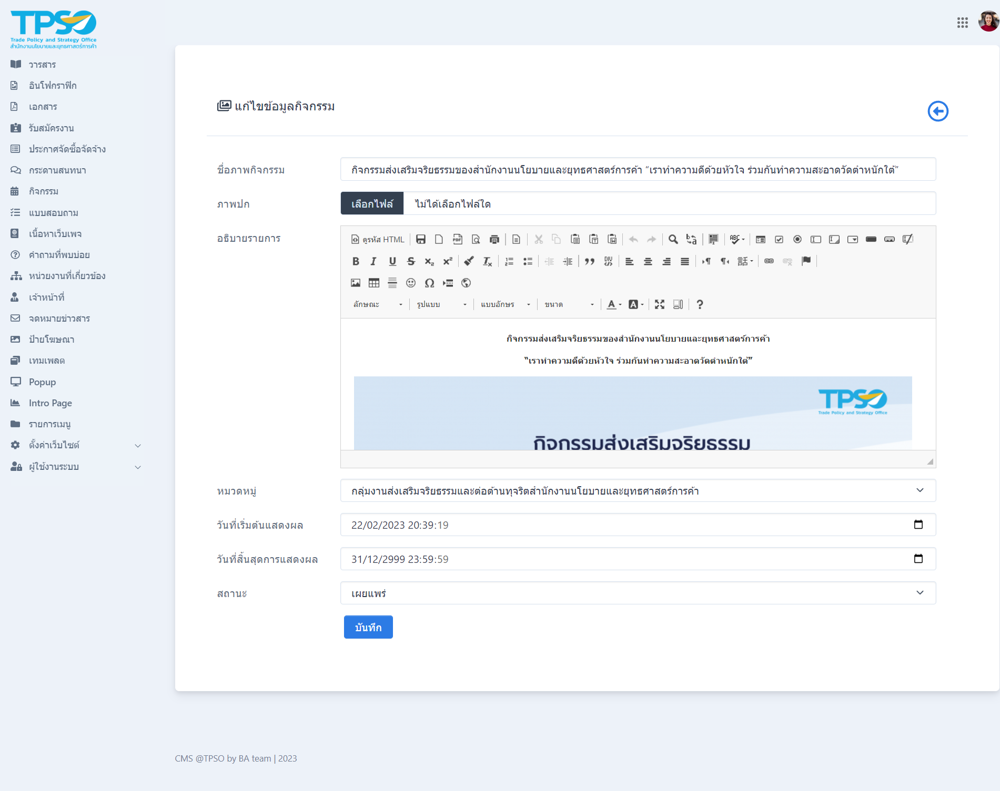 TPSO
Trade Policy and Strategy Office
สำนักงานนโยบายและยุทธศาสตร์การค้า
วารสาร
อินโฟกราฟิก
เอกสาร
รับสมัครงาน
ประกาศจัดซื้อจัดจ้าง
กระดานสนทนา
กิจกรรม
แบบสอบถาม
เนื้อหาเว็บเพจ
คำถามที่พบบ่อย
หน่วยงานที่เกี่ยวข้อง
เจ้าหน้าที่
จดหมายข่าวสาร
ป้ายโฆษณา
เทมเพลต
Popup
Intro Page
รายการเมนู
ตั้งค่าเว็บไซต์
ผู้ใช้งานระบบ
แก้ไขข้อมูลกิจกรรม
ชื่อภาพกิจกรรม
กิจกรรมส่งเสริมจริยธรรมของสำนักงานนโยบายและยุทธศาสตร์การค้า “เราทำความดีด้วยหัวใจ ร่วมกันทำความสะอาดวัดตำหนักใต้”
ภาพปก
เลือกไฟล์ ไม่ได้เลือกไฟล์ใด
อธิบายรายการ
ดูรหัส HTML
ลักษณะ รูปแบบ แบบอักษร ขนาด
กิจกรรมส่งเสริมจริยธรรมของสำนักงานนโยบายและยุทธศาสตร์การค้า
“เราทำความดีด้วยหัวใจ ร่วมกันทำความสะอาดวัดตำหนักใต้”
TPSO
Trade Policy and Strategy Office
กิจกรรมส่งเสริมจริยธรรม
หมวดหมู่
กลุ่มงานส่งเสริมจริยธรรมและต่อต้านทุจริตสำนักงานนโยบายและยุทธศาสตร์การค้า
วันที่เริ่มต้นแสดงผล
22/02/2023 20:39:19
วันที่สิ้นสุดการแสดงผล
31/12/2999 23:59:59
สถานะ
เผยแพร่
บันทึก
CMS @TPSO by BA team | 2023